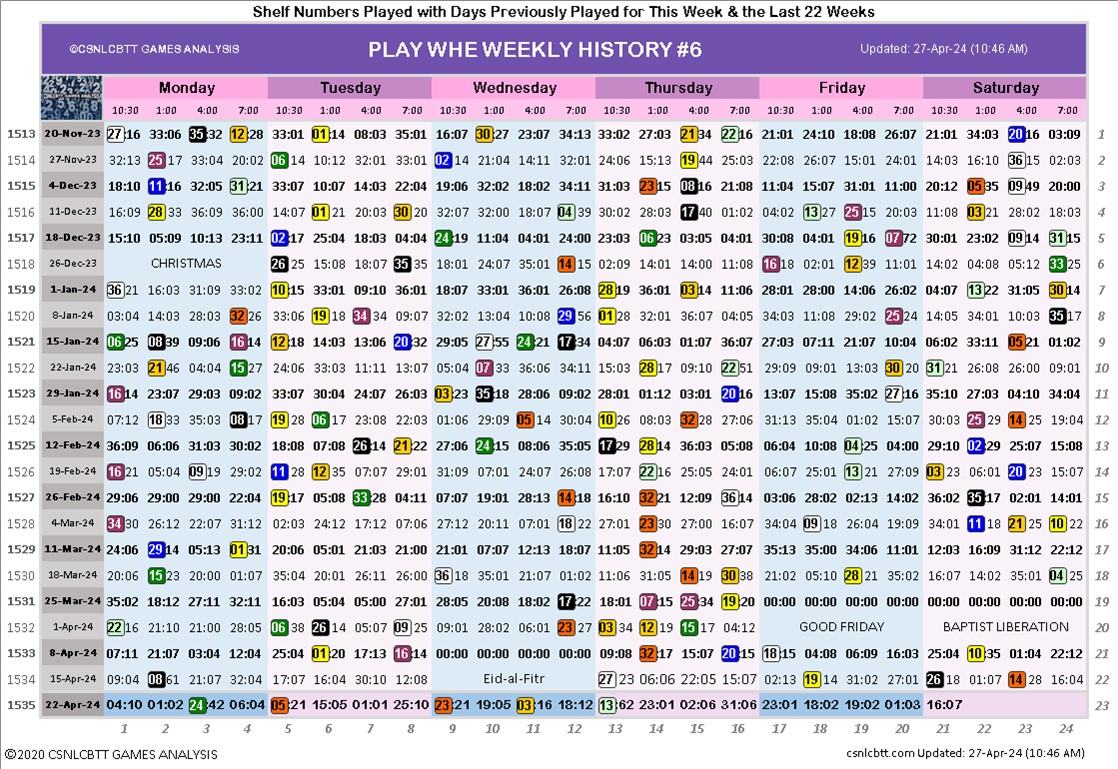 Shelf Numbers Played with Days Previously Played for This Week & the Last 22 Weeks
©CSNLCBTT GAMES ANALYSIS PLAY WHE WEEKLY HISTORY #6 Updated: 27-Apr-24 (10:46 AM)
Monday Tuesday Wednesday Thursday Friday Saturday
10:30 1:00 4:00 7:00 10:30 1:00 4:00 7:00 10:30 1:00 4:00 7:00 10:30 1:00 4:00 7:00 10:30 1:00 4:00 7:00 10:30 1:00 4:00 7:00
1513 20-Nov-23 27:16 33:06 35:32 12:28 33:01 01:14 08:03 35:01 16:07 30:27 23:07 34:13 33:02 27:03 21:34 22:16 21:01 24:10 18:08 26:07 21:01 34:03 20:16 03:09 1
1514 27-Nov-23 32:13 25:17 33:04 20:02 06:14 10:12 32:01 33:01 02:14 21:04 14:11 32:01 24:06 15:13 19:44 25:03 22:08 26:07 15:01 24:01 14:03 16:10 36:15 02:03 2
1515 4-Dec-23 18:10 11:16 32:05 31:21 33:07 10:07 14:03 22:04 19:06 32:02 18:02 34:11 31:03 23:15 08:16 21:08 11:04 15:07 31:01 11:00 20:12 05:35 09:49 20:00 3
1516 11-Dec-23 16:09 28:33 36:09 36:00 14:07 01:21 20:03 30:20 32:07 32:00 18:07 04:39 30:02 28:03 17:40 01:02 04:02 13:27 25:15 20:03 11:08 03:21 28:02 18:03 4
1517 18-Dec-23 15:10 05:09 10:13 23:11 02:17 25:04 18:03 04:04 24:19 11:04 04:01 24:00 23:03 06:23 03:05 04:01 30:08 04:01 19:16 07:72 30:01 23:02 09:14 31:15 5
1518 26-Dec-23 CHRISTMAS 26:25 15:08 18:07 35:35 18:01 24:07 35:01 14:15 02:09 14:01 14:00 11:08 17:18 02:01 12:39 11:01 14:02 04:08 05:12 33:25 6
1519 1-Jan-24 36:21 16:03 31:09 33:02 10:15 33:01 09:10 36:01 18:07 33:01 36:01 26:08 28:19 36:01 03:14 11:06 28:01 28:00 14:06 26:02 04:07 13:22 31:05 30:14 7
1520 8-Jan-24 03:04 14:03 28:03 32:26 33:06 19:18 34:34 09:07 32:02 13:04 10:08 29:56 01:28 32:01 36:07 04:05 34:03 11:08 07:29 25:24 14:05 34:01 10:03 35:17 8
1521 15-Jan-24 06:25 08:39 09:06 16:14 12:18 14:03 13:06 20:32 29:05 27:55 24:21 17:34 04:07 06:03 01:07 06:01 27:03 07:11 21:07 10:04 06:02 33:11 05:21 01:02 9
1522 22-Jan-24 23:03 21:46 04:04 15:27 24:06 33:03 11:11 13:07 05:04 07:33 36:06 34:11 15:03 28:17 09:10 22:51 29:09 09:01 13:03 30:20 31:21 26:08 26:00 09:01 10
1523 29-Jan-24 16:14 23:07 29:03 09:02 33:07 30:04 24:07 26:03 03:23 35:18 28:06 09:02 28:01 01:12 03:01 20:16 13:07 15:08 35:02 27:16 35:10 27:03 04:10 34:04 11
1524 5-Feb-24 07:12 18:33 35:03 08:17 19:28 06:17 23:08 22:03 01:06 29:09 05:14 30:04 10:26 08:03 32:28 27:06 31:13 35:04 01:02 15:07 30:03 25:29 14:25 19:04 12
1525 12-Feb-24 36:09 06:06 31:03 30:02 18:08 07:08 26:14 21:22 27:06 24:15 08:06 35:05 17:29 28:14 36:03 05:08 06:04 10:08 04:25 04:00 29:10 02:29 25:07 15:08 13
1526 19-Feb-24 16:21 05:04 09:19 29:02 11:28 12:35 07:07 29:01 31:09 07:01 24:07 26:08 17:07 22:16 25:05 24:01 06:07 07:01 13:21 27:09 03:23 06:01 20:23 15:07 14
1527 26-Feb-24 29:06 29:00 29:00 22:04 19:17 05:08 33:28 04:11 07:07 19:01 28:13 14:18 16:10 32:21 12:09 36:14 03:06 28:02 02:13 18:08 36:02 35:17 02:01 14:01 15
1528 4-Mar-24 34:30 26:12 22:07 31:12 02:03 24:12 17:12 07:06 27:12 20:11 07:01 18:22 27:01 23:30 27:00 16:07 34:04 09:18 26:04 19:09 34:01 11:18 21:25 10:22 16
1529 11-Mar-24 24:06 29:14 05:13 01:31 20:06 05:01 21:03 21:00 21:01 07:07 12:13 18:07 11:05 32:14 29:03 27:07 35:13 35:00 34:06 11:01 12:03 16:09 31:12 22:12 17
1530 18-Mar-24 20:06 15:23 20:00 01:07 35:04 20:01 26:11 26:00 36:18 35:01 21:07 01:02 11:06 31:05 14:19 30:38 21:02 05:10 28:21 03:07 16:07 14:02 35:01 04:25 18
1531 25-Mar-24 35:02 18:12 27:11 32:11 16:03 05:04 05:00 27:01 28:05 20:08 18:02 17:22 18:01 07:15 25:34 19:20 00:00 00:00 00:00 00:00 00:00 00:00 00:00 00:00 19
1532 1-Apr-24 22:16 21:10 21:00 28:05 06:38 26:14 05:07 09:25 09:01 28:02 06:01 23:27 03:34 12:19 15:17 04:12 GOOD FRIDAY BAPTIST LIBERATION 20
1533 8-Apr-24 07:11 21:07 03:04 12:04 25:04 01:20 17:13 16:14 00:00 00:00 00:00 00:00 09:08 32:17 15:07 20:15 18:15 04:08 06:09 16:03 25:04 10:35 21:04 22:12 21
1534 15-Apr-24 09:04 08:61 21:07 32:04 17:07 16:04 30:10 12:08 Eid-al-Fitr 27:23 06:06 22:05 15:07 02:13 19:14 31:02 27:01 26:18 01:07 14:28 16:04 22
1535 22-Apr-24 04:10 01:02 24:42 06:04 05:21 15:05 01:01 25:10 23:21 19:05 03:16 18:12 13:62 23:01 02:06 31:06 23:01 18:02 19:02 01:03 16:07 23
1 2 3 4 5 6 7 8 9 10 11 12 13 14 15 16 17 18 19 20 21 22 23 24
©2020 CSNLCBTT GAMES ANALYSIS csnlcbtt.com Updated: 27-Apr-24 (10:46 AM)